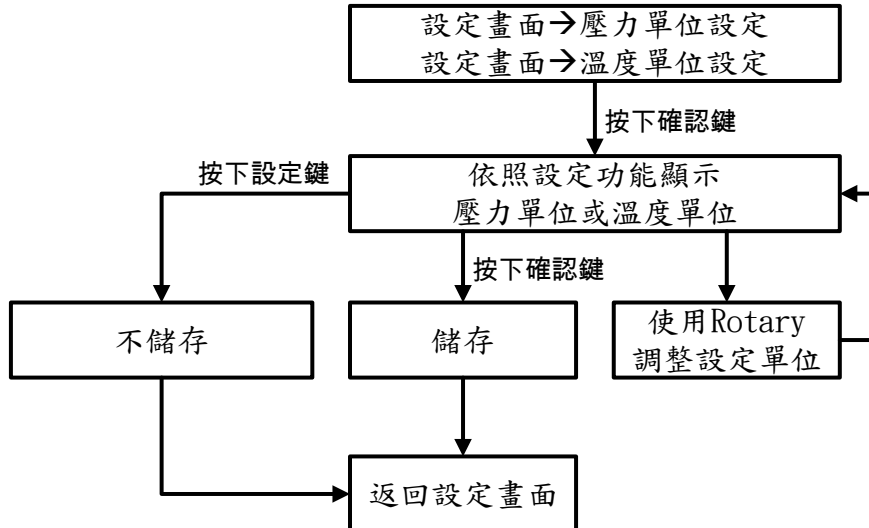 設定畫面→壓力單位設定
設定畫面→溫度單位設定
按下確認鍵
按下設定鍵
依照設定功能顯示
壓力單位或溫度單位
按下確認鍵
不儲存
儲存
使用Rotary
調整設定單位
返回設定畫面